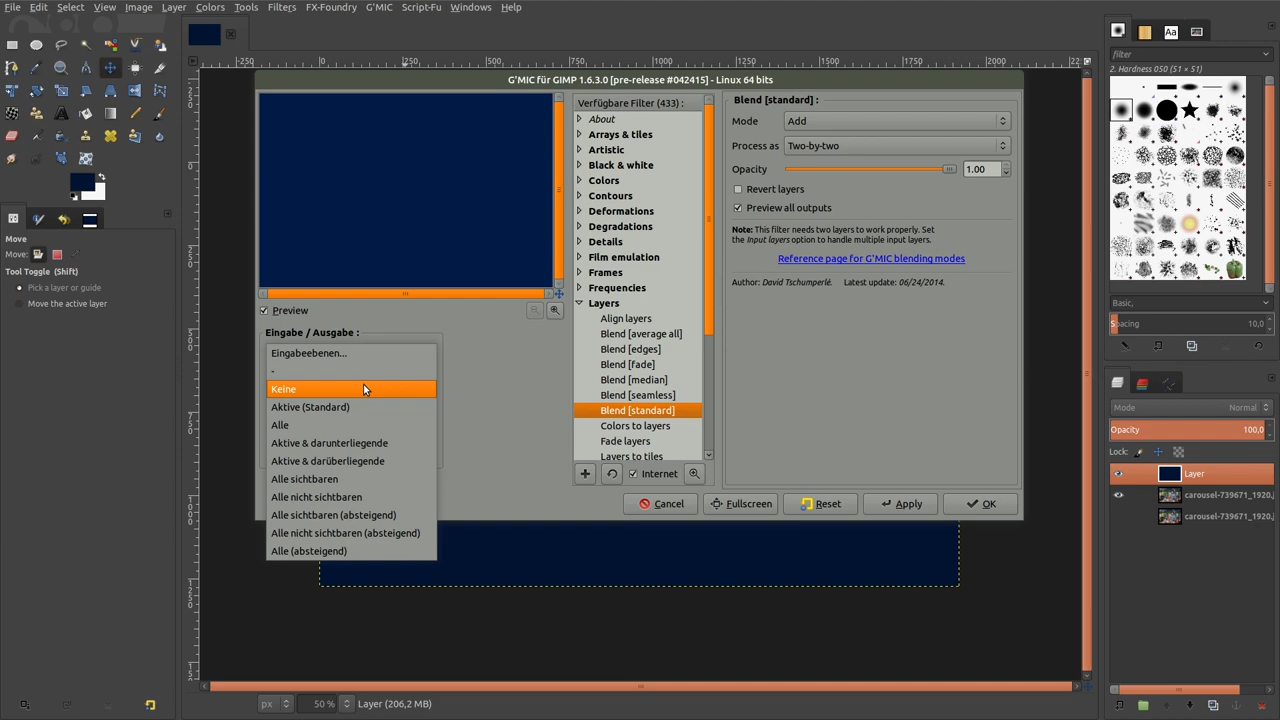 File Edit Select View Image Layer Colors Tools Filters FX-Foundry G'MIC Script-Fu Windows Help
-250 0 250 500 1000 1250 1500 1750 2000
G'MIC für GIMP 1.6.3.0 [pre-release #042415] - Linux 64 bits
Move
Move:
Tool Toggle (Shift)
Pick a layer or guide
Move the active layer
Preview
Eingabe / Ausgabe :
Eingabeebenen...
-
Keine
Aktive (Standard)
Alle
Aktive & darunterliegende
Aktive & darüberliegende
Alle sichtbaren
Alle nicht sichtbaren
Alle sichtbaren (absteigend)
Alle nicht sichtbaren (absteigend)
Alle (absteigend)
Verfügbare Filter (433) :
About
Arrays & tiles
Artistic
Black & white
Colors
Contours
Deformations
Degradations
Details
Film emulation
Frames
Frequencies
Layers
Align layers
Blend [average all]
Blend [edges]
Blend [fade]
Blend [median]
Blend [seamless]
Blend [standard]
Colors to layers
Fade layers
Layers to tiles
Internet
Blend [standard] :
Mode Add
Process as Two-by-two
Opacity 1.00
Revert layers
Preview all outputs
Note: This filter needs two layers to work properly. Set
the Input layers option to handle multiple input layers.
Reference page for G'MIC blending modes
Author: David Tschumperlé. Latest update: 06/24/2014.
Cancel Fullscreen Reset Apply OK
px 50 % Layer (206,2 MB)
Aa
filter
2. Hardness 050 (51 × 51)
Basic,
Spacing 10,0
Mode Normal
Opacity 100,0
Lock:
Layer
carousel-739671_1920.j
carousel-739671_1920.j